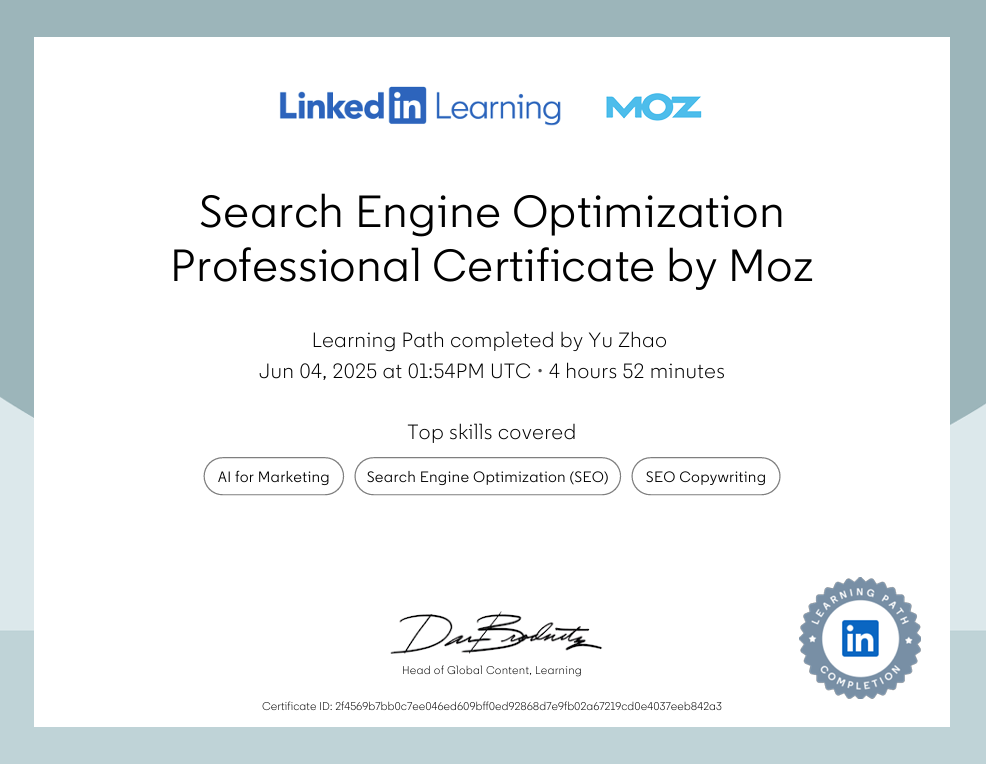 Linkedin Learning MOZ
Search Engine Optimization
Professional Certificate by Moz
Learning Path completed by Yu Zhao
Jun 04, 2025 at 01:54PM UTC • 4 hours 52 minutes
Top skills covered
AI for Marketing Search Engine Optimization (SEO) SEO Copywriting
Head of Global Content, Learning
LEARNING PATH
in
COMPLETION
Certificate ID: 2f4569b7bb0c7ee046ed609bff0ed92868d7e9fb02a67219cd0e4037eeb842a3